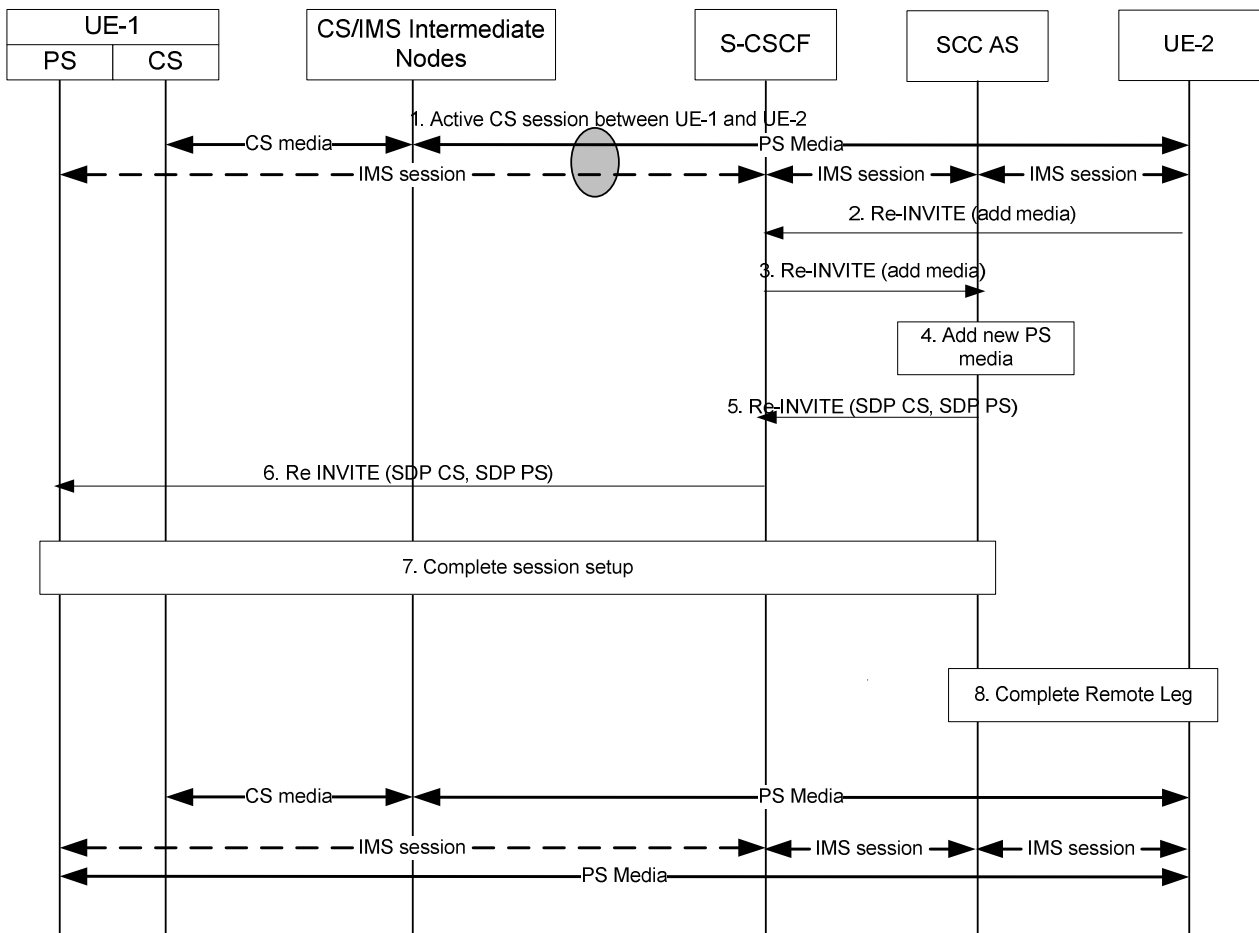 UE-1
PS
CS
CS/IMS Intermediate
Nodes
S-CSCF
SCC AS
UE-2
1. Active CS session between UE-1 and UE-2
CS media
PS Media
IMS session
IMS session
IMS session
2. Re-INVITE (add media)
3. Re-INVITE (add media)
4. Add new PS
media
5. Re-INVITE (SDP CS, SDP PS)
6. Re INVITE (SDP CS, SDP PS)
7. Complete session setup
8. Complete Remote Leg
CS media
PS Media
IMS session
IMS session
IMS session
PS Media